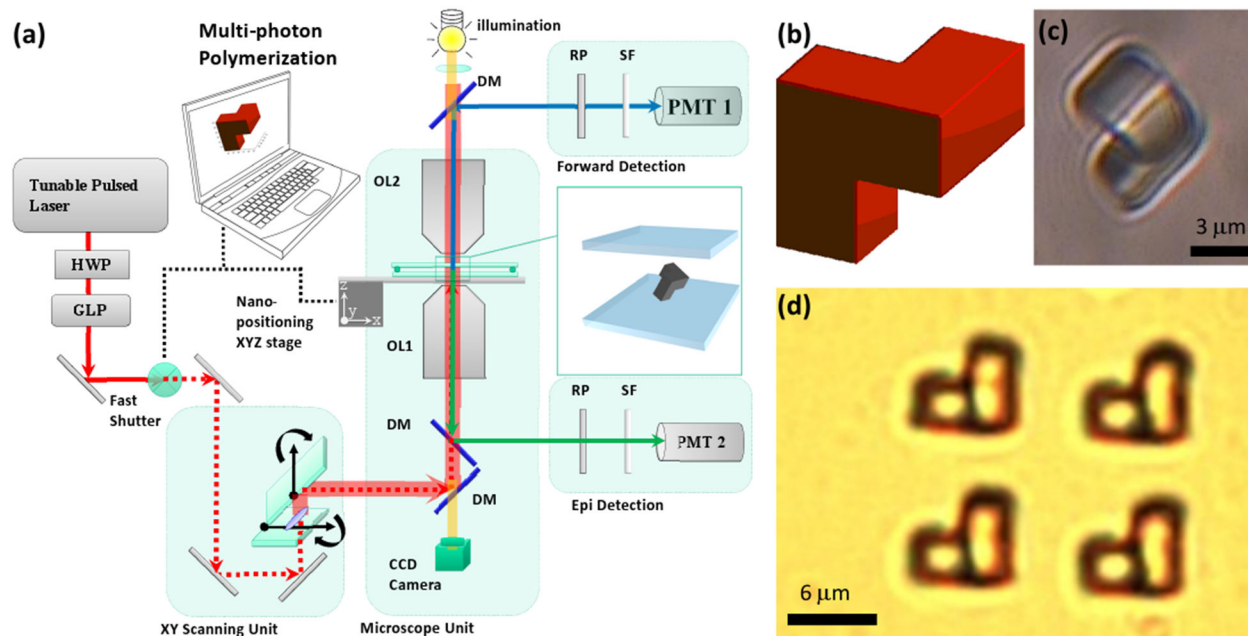 (a)
Multi-photon
Polymerization
illumination
DM
RP
SF
PMT 1
Forward Detection
Tunable Pulsed
Laser
HWP
GLP
OL2
Nano-
positioning
XYZ stage
z
y
x
OL1
Fast
Shutter
DM
RP
SF
PMT 2
DM
Epi Detection
CCD
Camera
XY Scanning Unit
Microscope Unit
(b)
(c)
3 μm
(d)
6 μm